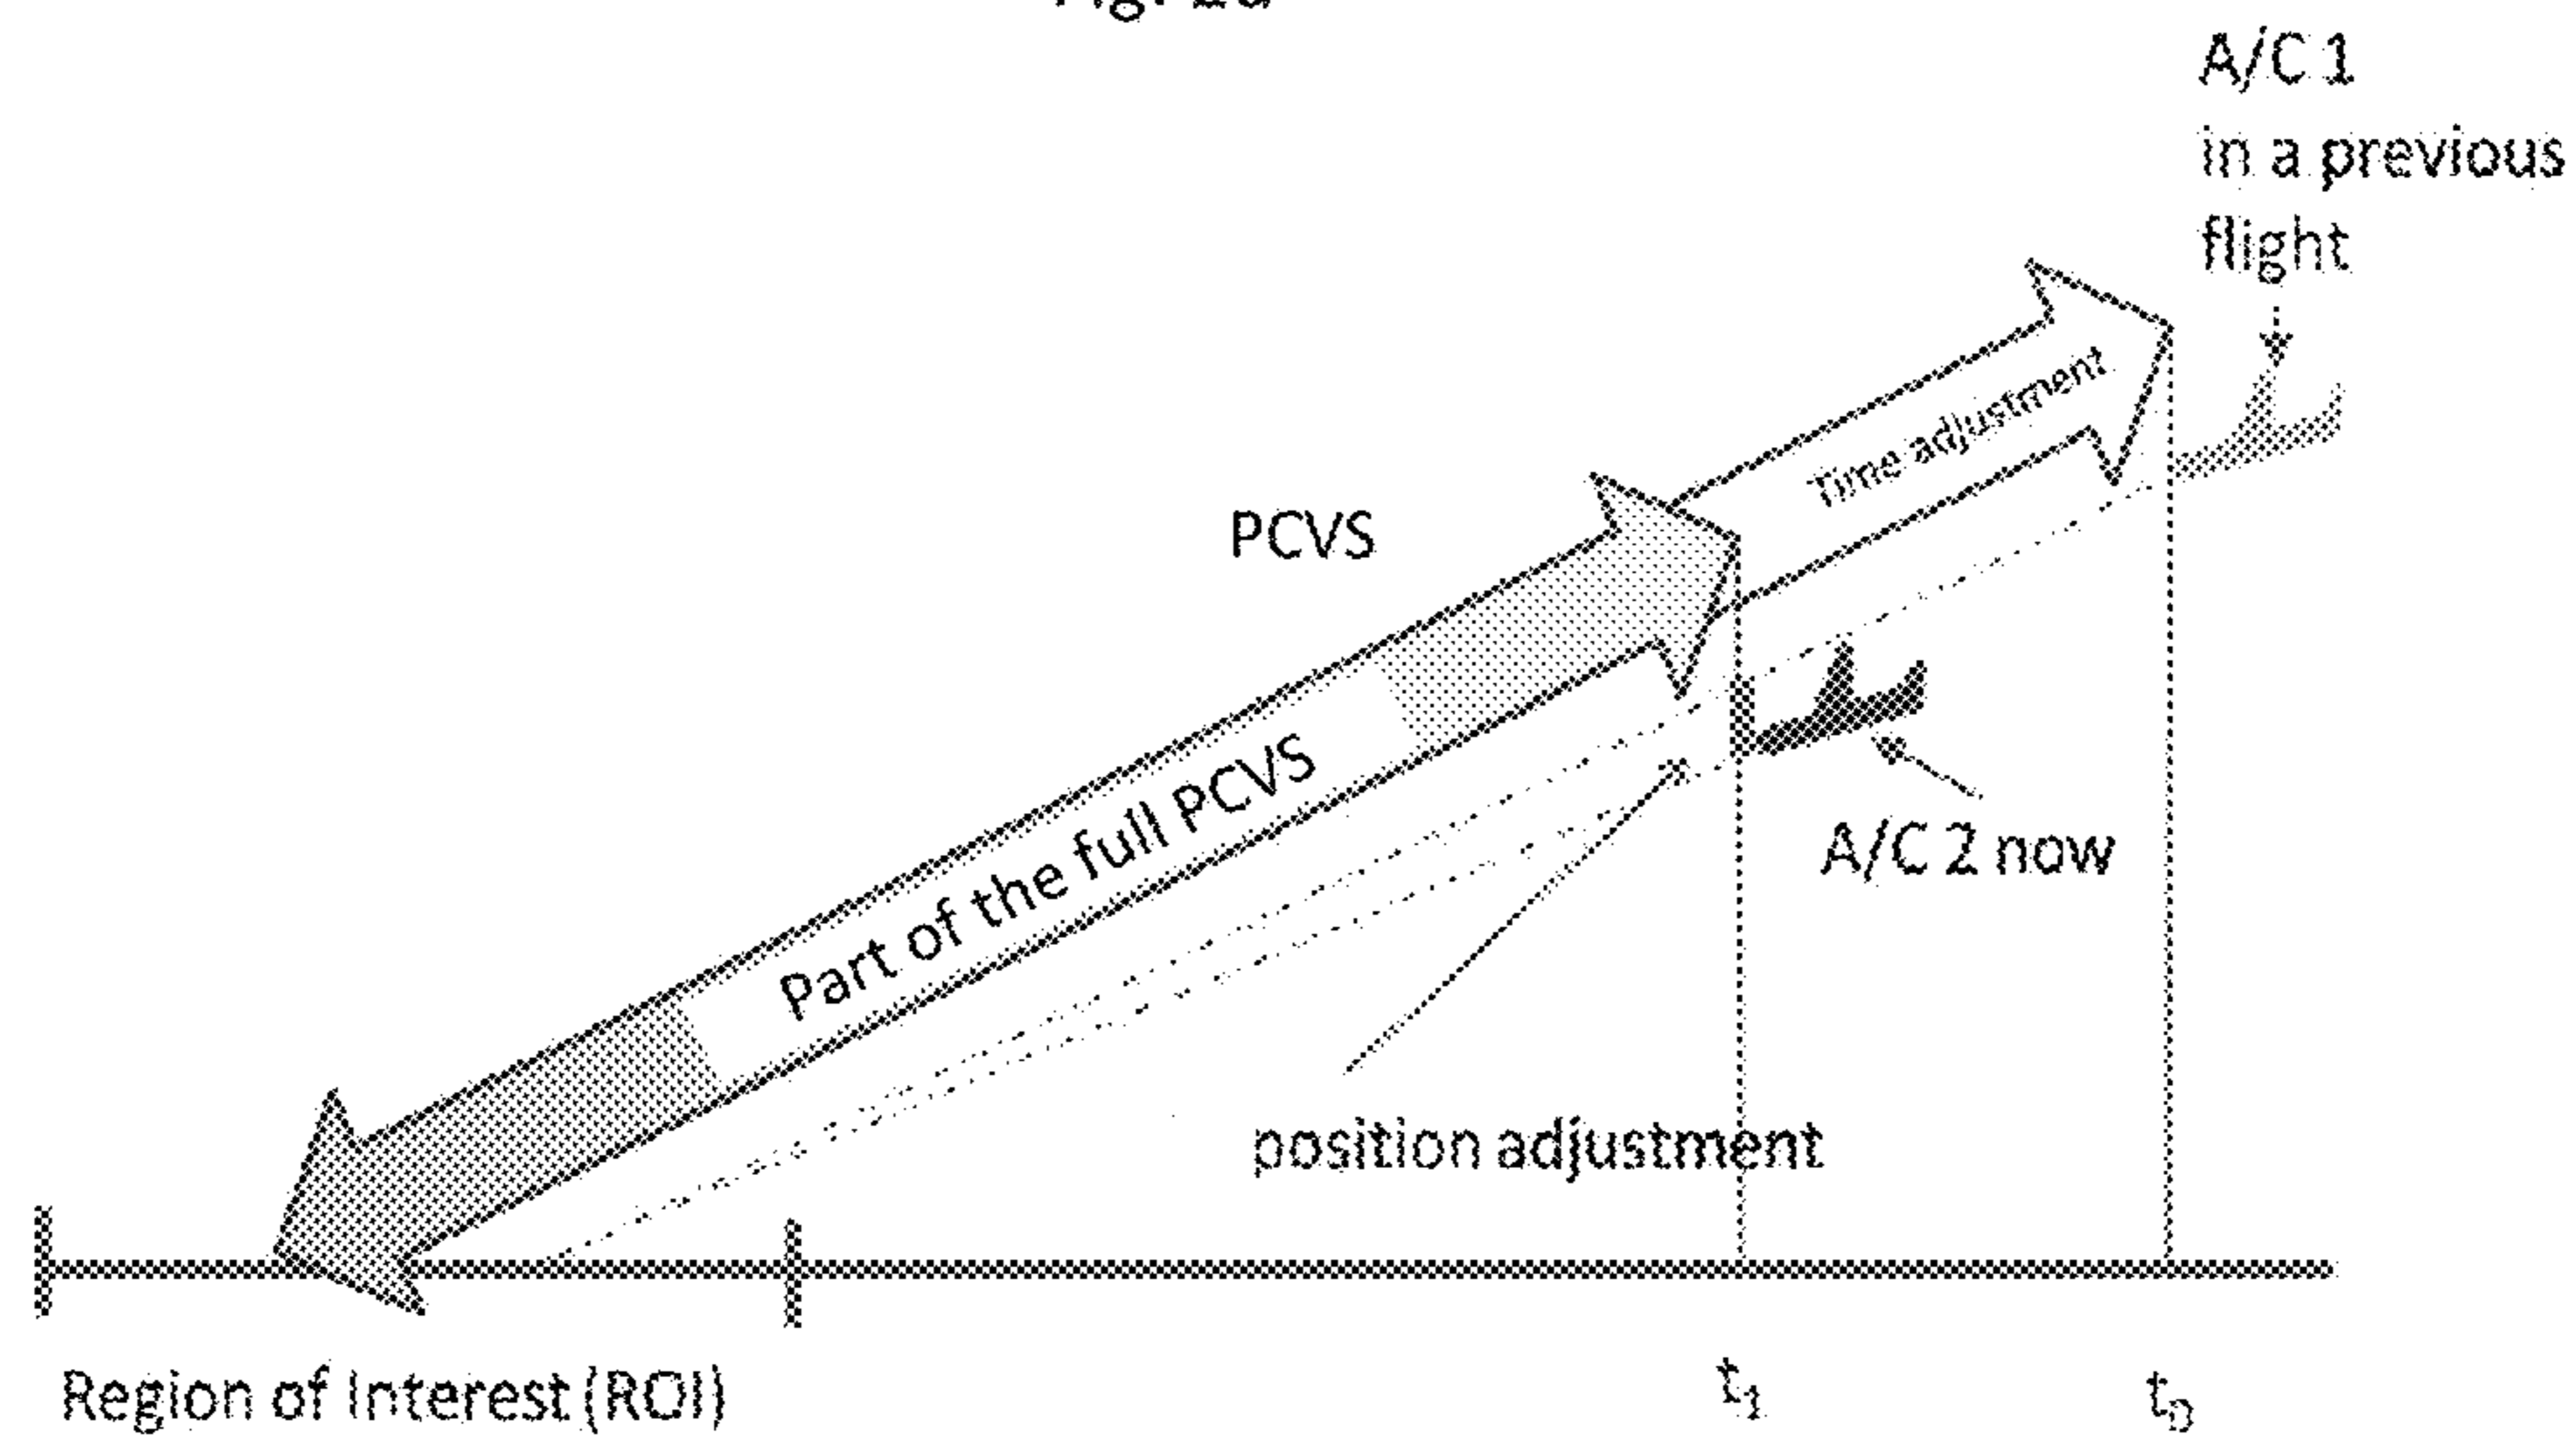 A/C 1
in a previous
flight
Time adjustment
PCVS
Part of the full PCVS
A/C 2 now
position adjustment
Region of Interest (ROI)
t₁
t₀